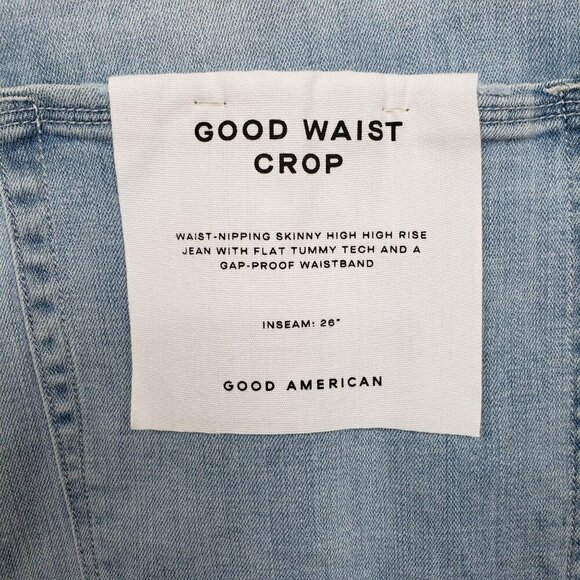 GOOD WAIST
CROP
WAIST-NIPPING SKINNY HIGH HIGH RISE
JEAN WITH FLAT TUMMY TECH AND A
GAP-PROOF WAISTBAND
INSEAM: 26"
GOOD AMERICAN